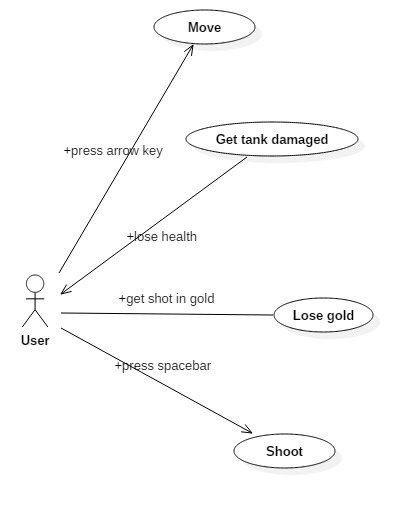 Move
+press arrow key
Get tank damaged
+lose health
+get shot in gold
Lose gold
User
+press spacebar
Shoot